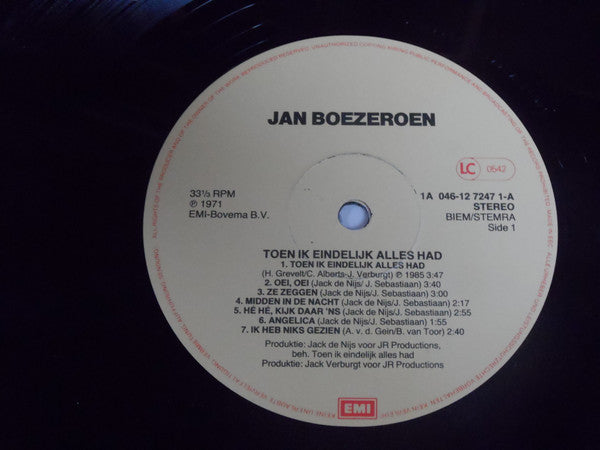 JAN BOEZEROEN
LC 0542
33⅓ RPM
℗ 1971
EMI-Bovema B.V.
1A 046-12 7247 1-A
STEREO
BIEM/STEMRA
Side 1
TOEN IK EINDELIJK ALLES HAD
1. TOEN IK EINDELIJK ALLES HAD
(H. Grevelt/C. Alberts-J. Verburgt) ℗ 1985 3:47
2. OEI, OEI (Jack de Nijs/ J. Sebastiaan) 3:40
3. ZE ZEGGEN (Jack de Nijs/J. Sebastiaan) 3:00
4. MIDDEN IN DE NACHT (Jack de Nijs/J. Sebastiaan) 2:17
5. HÉ HÉ, KIJK DAAR 'NS (Jack de Nijs/J. Sebastiaan) 2:55
6. ANGELICA (Jack de Nijs/J. Sebastiaan) 1:55
7. IK HEB NIKS GEZIEN (A. v. d. Gein/B. van Toor) 2:40
Produktie: Jack de Nijs voor JR Productions,
beh. Toen ik eindelijk alles had
Produktie: Jack Verburgt voor JR Productions
EMI